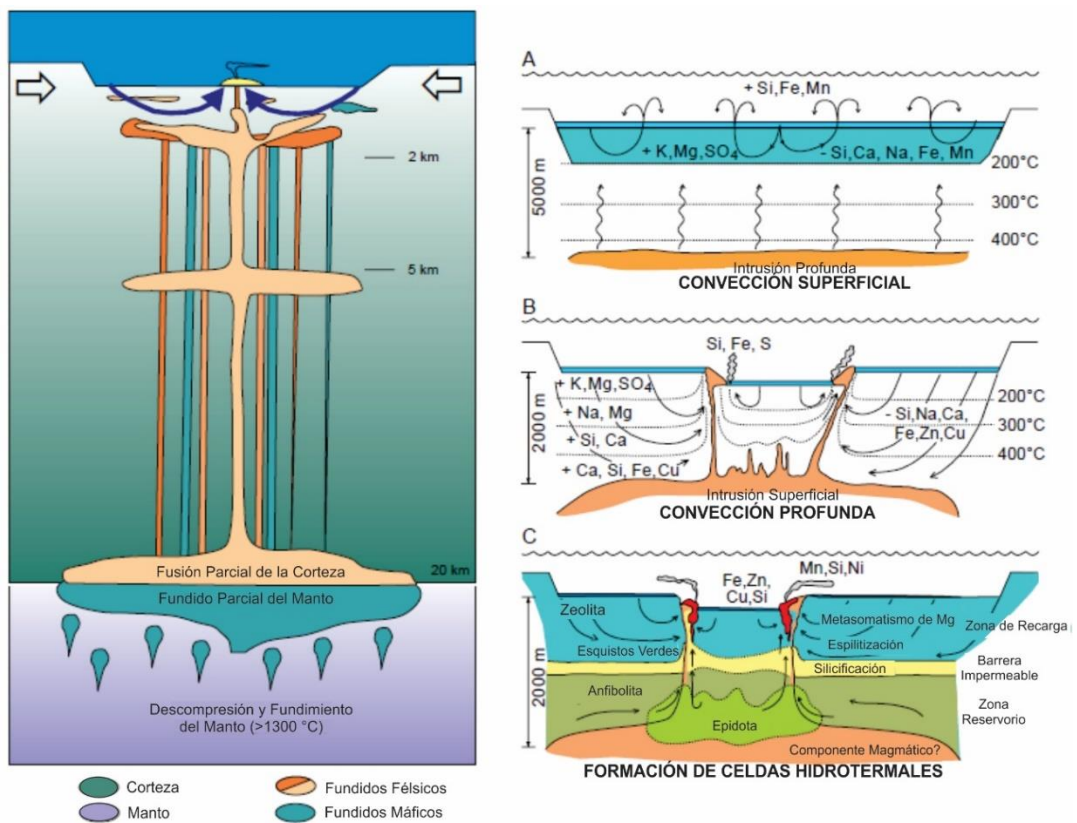 2 km
5 km
Fusión Parcial de la Corteza
20 km
Fundido Parcial del Manto
Descompresión y Fundimiento
del Manto (>1300 °C)
Corteza
Manto
Fundidos Félsicos
Fundidos Máficos
A
+ Si,Fe,Mn
5000 m
+ K,Mg,SO4
- Si,Ca, Na, Fe, Mn
200°C
300°C
400°C
Intrusión Profunda
CONVECCIÓN SUPERFICIAL
B
Si, Fe, S
2000 m
+ K,Mg,SO4
+ Na, Mg
+ Si, Ca
+ Ca, Si, Fe,Cu
- Si,Na,Ca,
Fe,Zn,Cu
200°C
300°C
400°C
Intrusión Superficial
CONVECCIÓN PROFUNDA
C
Fe,Zn,
Cu,Si
Mn,Si,Ni
2000 m
Zeolita
Esquistos Verdes
Anfibolita
Epidota
Metasomatismo de Mg
Espilitización
Silicificación
Zona de Recarga
Barrera
Impermeable
Zona
Reservorio
Componente Magmático?
FORMACIÓN DE CELDAS HIDROTERMALES